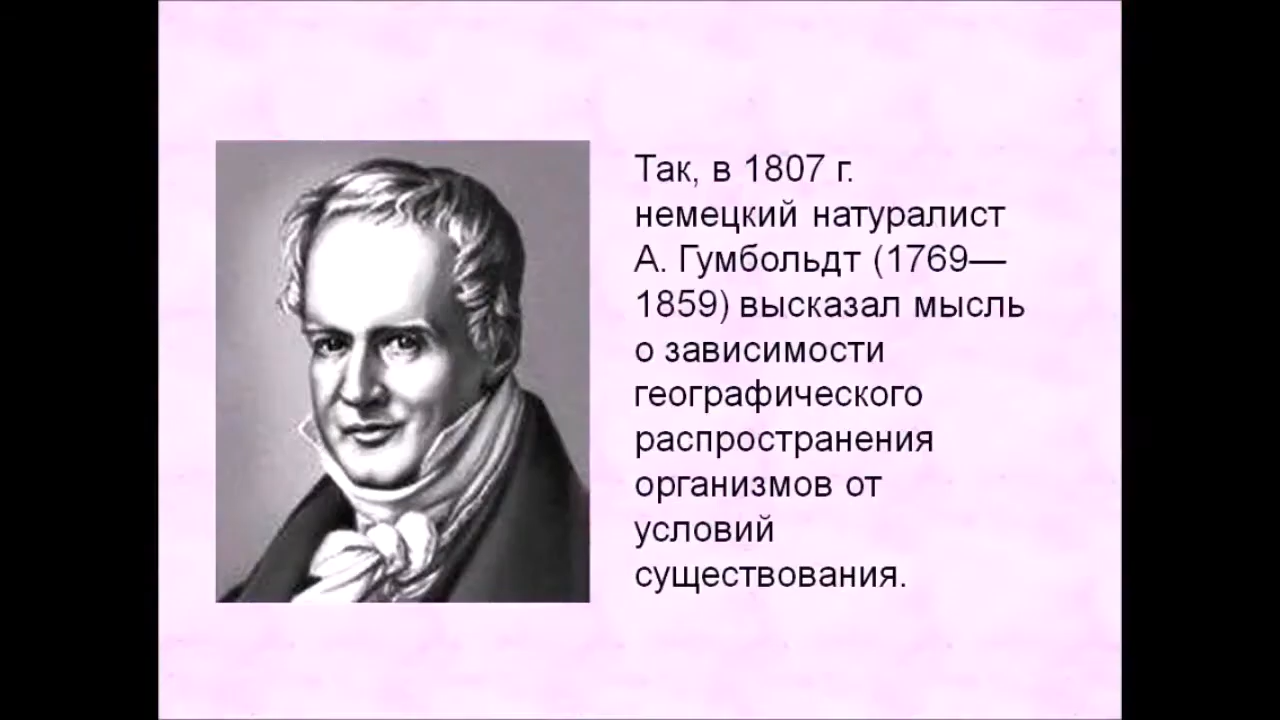 Так, в 1807 г.
немецкий натуралист
А. Гумбольдт (1769—
1859) высказал мысль
о зависимости
географического
распространения
организмов от
условий
существования.